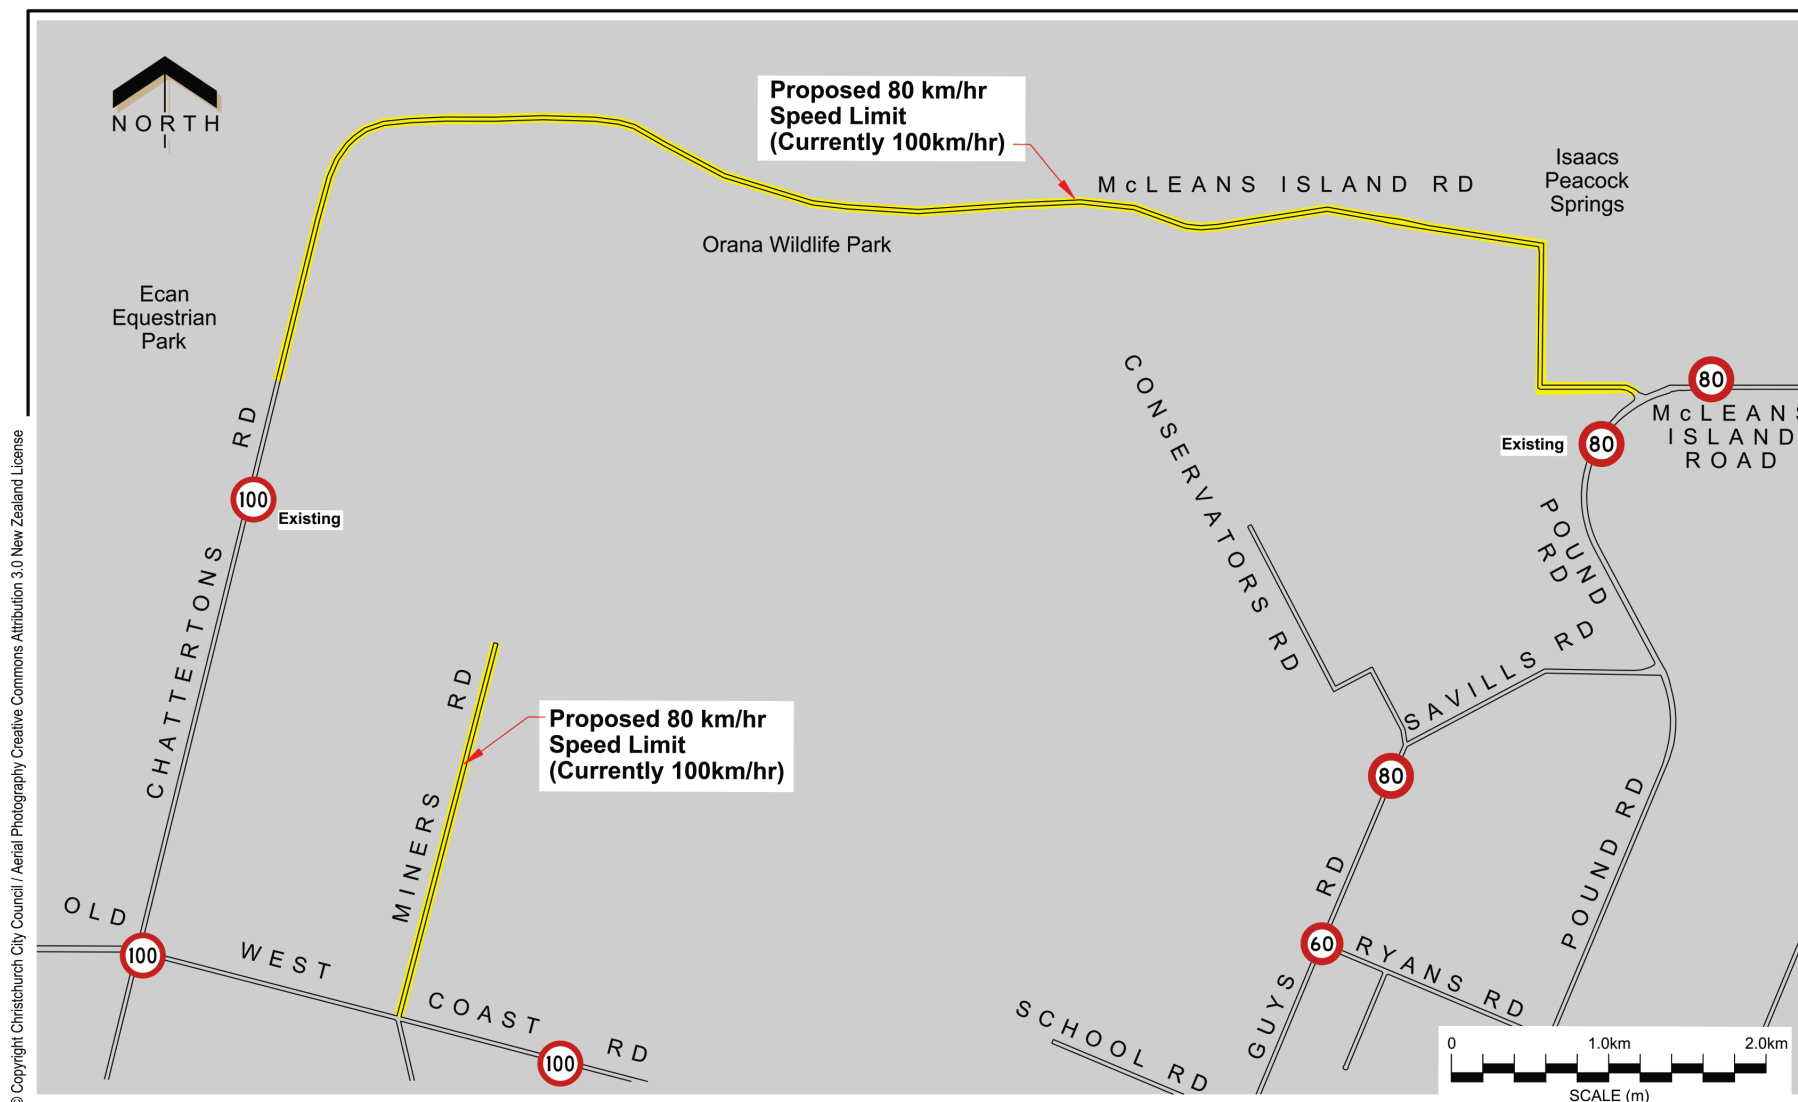 NORTH
Proposed 80 km/hr
Speed Limit
(Currently 100km/hr)
McLEANS ISLAND RD
Isaacs
Peacock
Springs
Orana Wildlife Park
Ecan
Equestrian
Park
80
McLEANS
ISLAND
ROAD
Existing
80
CONSERVATORS RD
POUND
RD
100
Existing
CHATTERTONS RD
SAVILLS RD
MINERS RD
Proposed 80 km/hr
Speed Limit
(Currently 100km/hr)
80
POUND RD
GUYS RD
60
RYANS RD
SCHOOL RD
OLD WEST COAST RD
100
100
0 1.0km 2.0km
SCALE (m)
© Copyright Christchurch City Council / Aerial Photography Creative Commons Attribution 3.0 New Zealand License